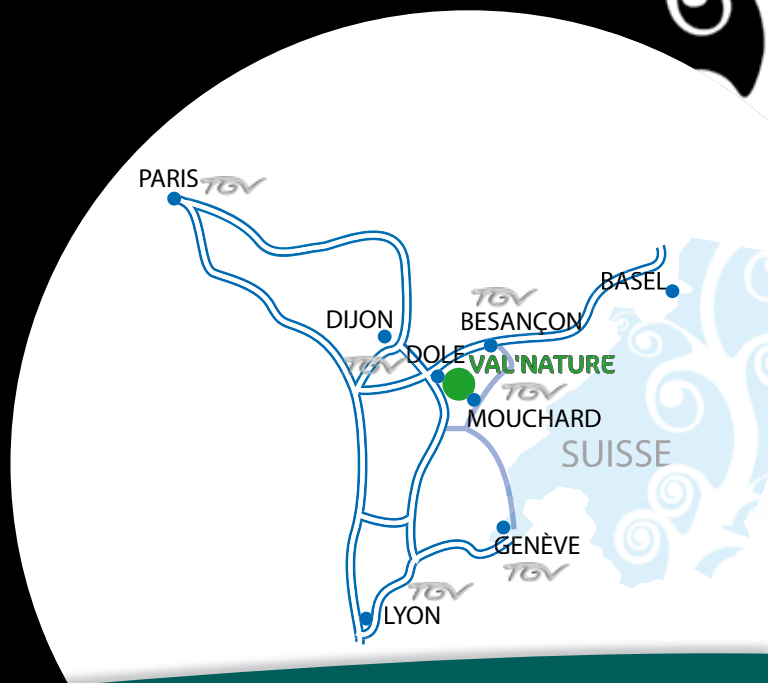 PARIS TGV
BASEL
TGV
DIJON
BESANÇON
DOLE
TGV
VAL'NATURE
TGV
MOUCHARD
SUISSE
GENÈVE
TGV
TGV
LYON